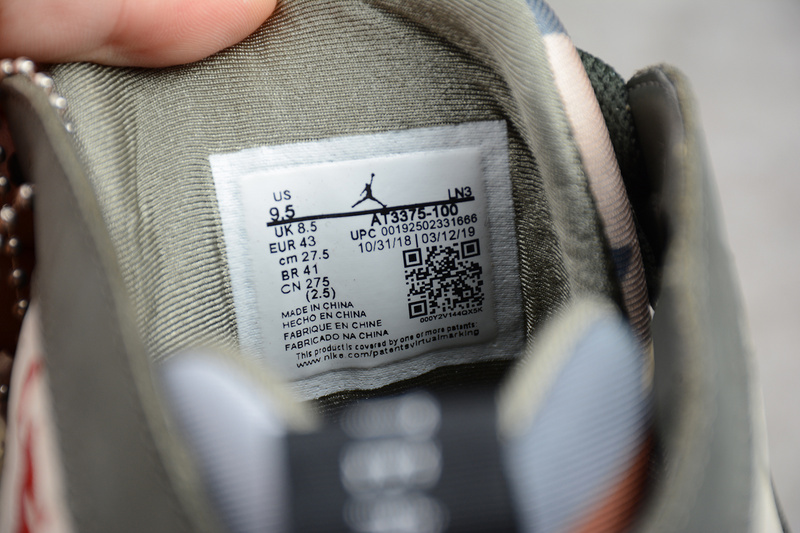 US
9.5
LN3
UK 8.5
AT3375-100
EUR 43
UPC 00192502331666
cm 27.5
10/31/18 | 03/12/19
BR 41
CN 275
(2.5)
000Y2V144QX5K
MADE IN CHINA
HECHO EN CHINA
FABRIQUE EN CHINE
FABRICADO NA CHINA
This product is covered by one or more patents
www.nike.com/patentsvirtualmarking